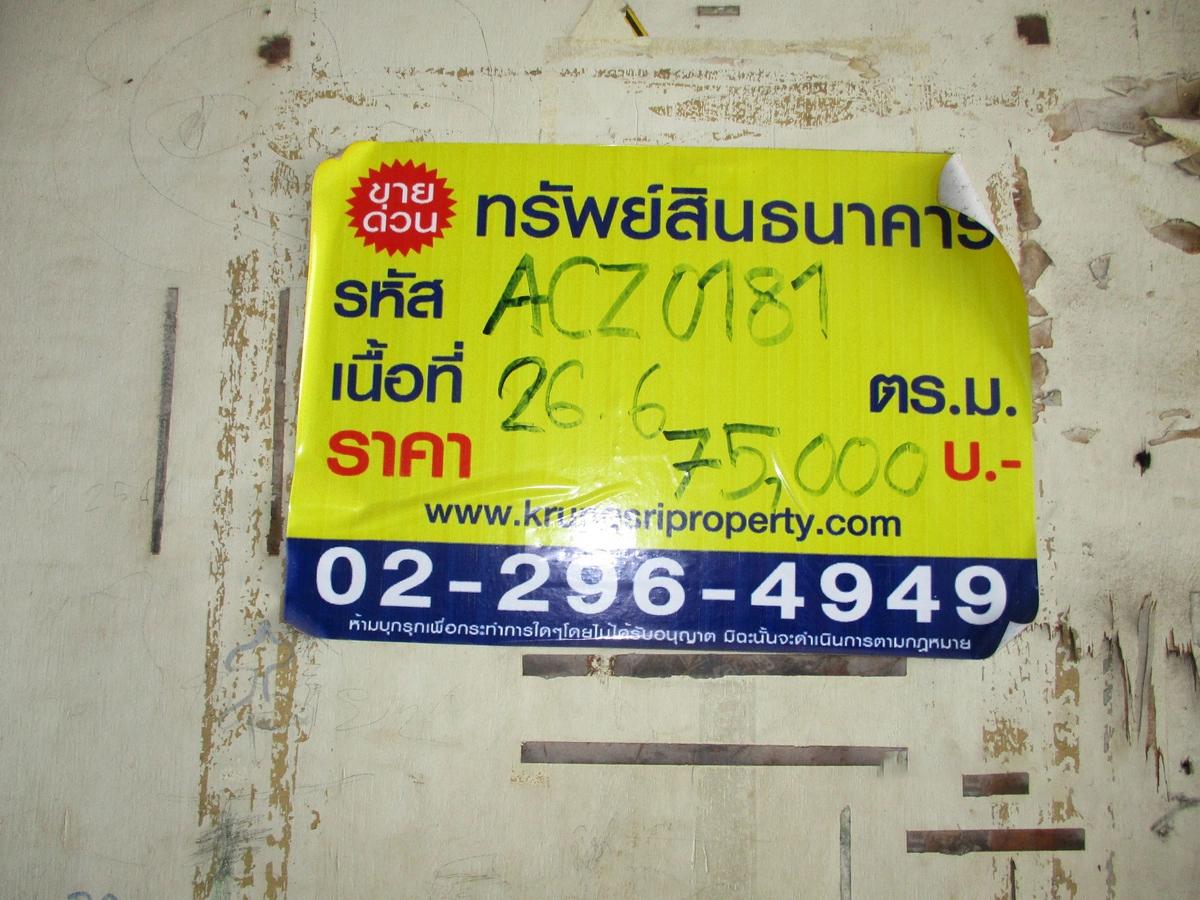 ขาย
ด่วน
ทรัพย์สินธนาคาร
รหัส ACZ0181
เนื้อที่ 26.6 ตร.ม.
ราคา 75,000 บ.-
www.krungsriproperty.com
02-296-4949
ห้ามบุกรุกเพื่อกระทำการใดๆโดยไม่ได้รับอนุญาต มิฉะนั้นจะดำเนินการตามกฎหมาย